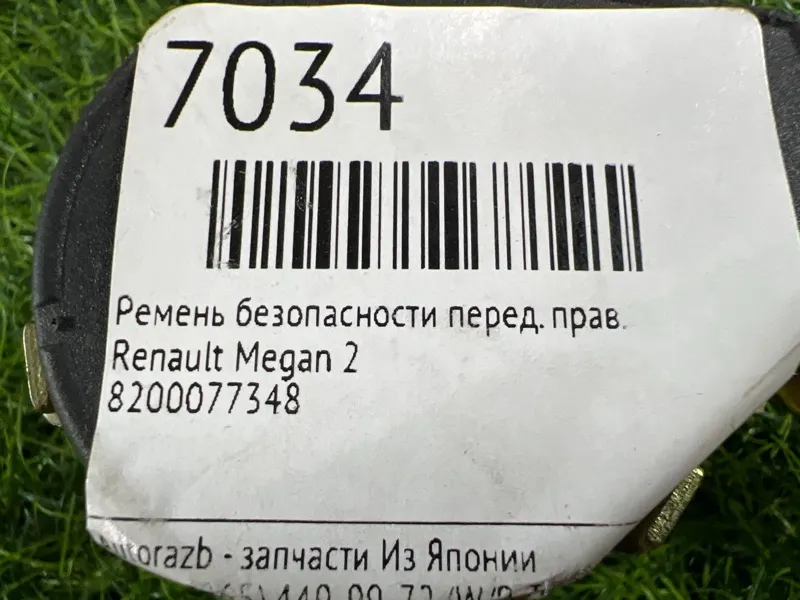 7034
Ремень безопасности перед. прав.
Renault Megan 2
8200077348
- запчасти Из Японии